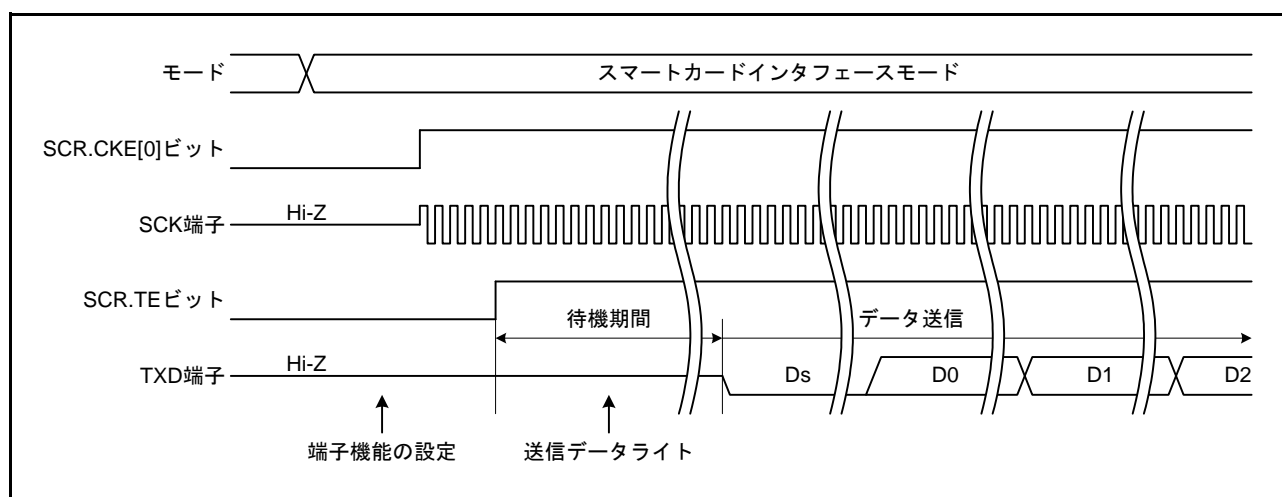 モード
スマートカードインタフェースモード
SCR.CKE[0]ビット
Hi-Z
SCK端子
SCR.TEビット
待機期間
データ送信
Hi-Z
TXD端子
Ds
D0
D1
D2
端子機能の設定
送信データライト